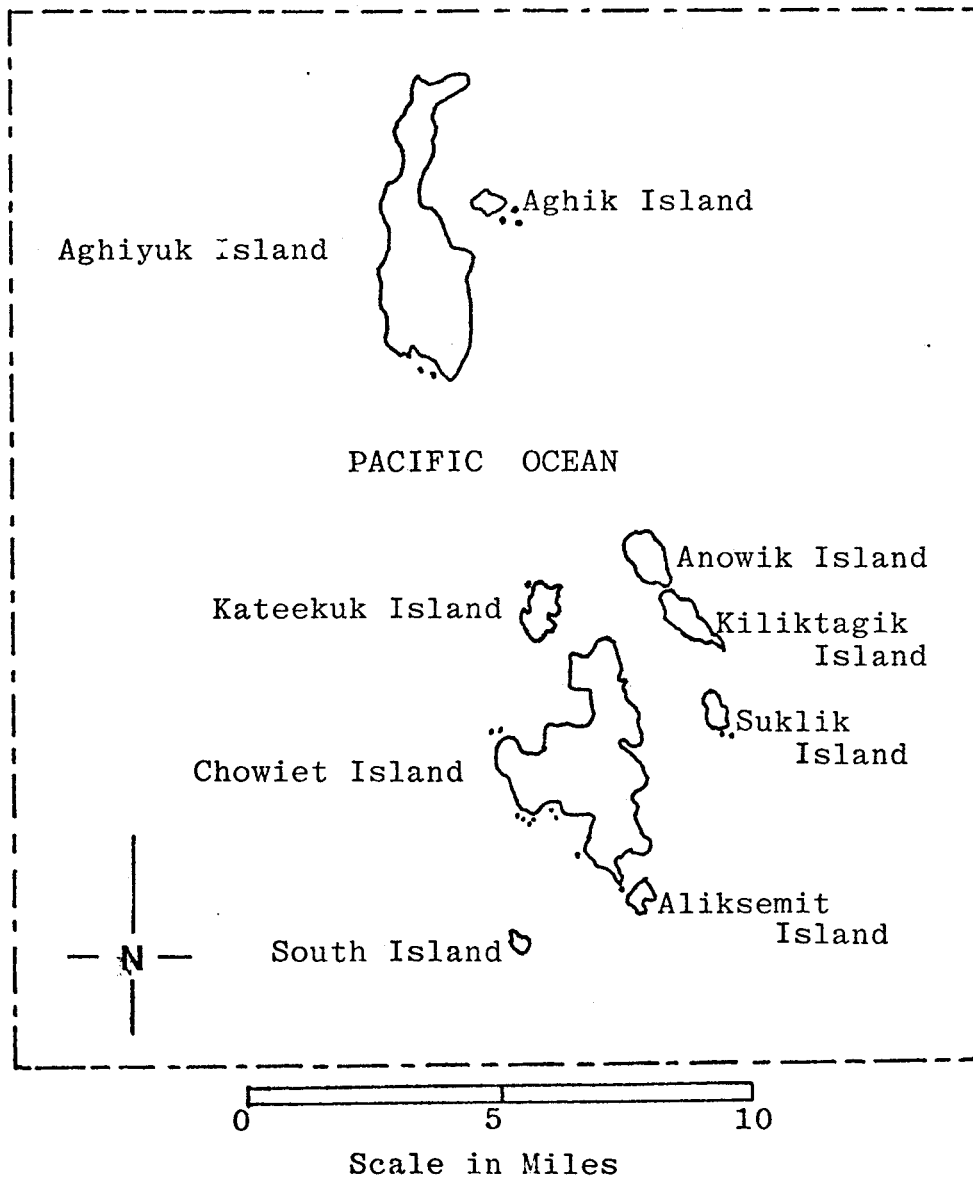 Aghik Island
Aghiyuk Island
PACIFIC OCEAN
Anowik Island
Kateekuk Island
Kiliktagik
Island
Suklik
Island
Chowiet Island
Aliksemit
Island
South Island
N
0 5 10
Scale in Miles